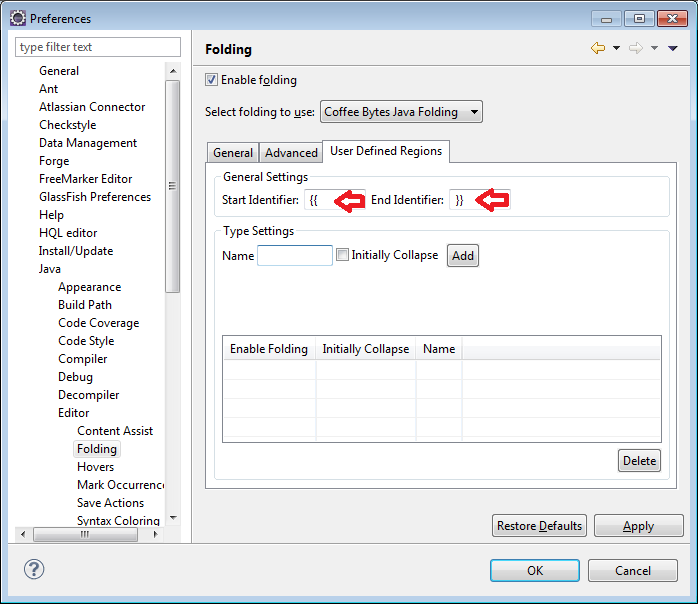 Preferences
type filter text
General
Ant
Atlassian Connector
Checkstyle
Data Management
Forge
FreeMarker Editor
GlassFish Preferences
Help
HQL editor
Install/Update
Java
Appearance
Build Path
Code Coverage
Code Style
Compiler
Debug
Decompiler
Editor
Content Assist
Folding
Hovers
Mark Occurrenc
Save Actions
Syntax Coloring
Folding
Enable folding
Select folding to use: Coffee Bytes Java Folding
General Advanced User Defined Regions
General Settings
Start Identifier: {{ End Identifier: }}
Type Settings
Name Initially Collapse Add
Enable Folding Initially Collapse Name
Delete
Restore Defaults Apply
? OK Cancel